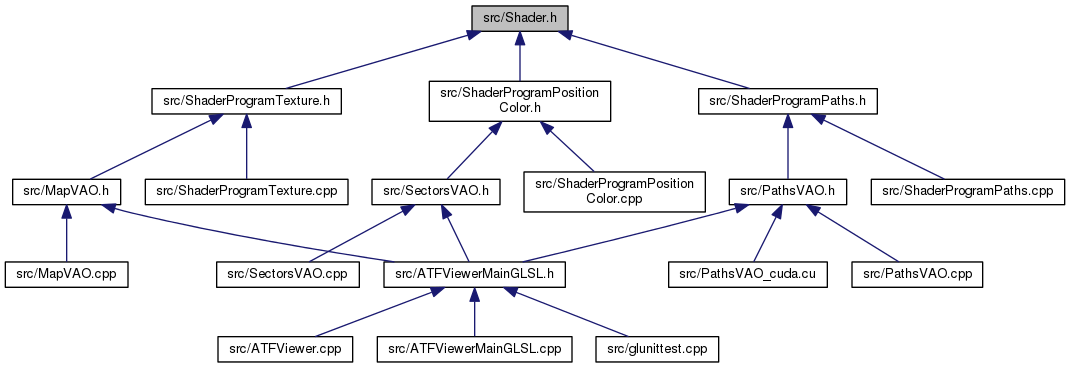 src/Shader.h
src/ShaderProgramTexture.h
src/ShaderProgramPosition
Color.h
src/ShaderProgramPaths.h
src/MapVAO.h
src/ShaderProgramTexture.cpp
src/SectorsVAO.h
src/ShaderProgramPosition
Color.cpp
src/PathsVAO.h
src/ShaderProgramPaths.cpp
src/MapVAO.cpp
src/SectorsVAO.cpp
src/ATFViewerMainGLSL.h
src/PathsVAO_cuda.cu
src/PathsVAO.cpp
src/ATFViewer.cpp
src/ATFViewerMainGLSL.cpp
src/glunittest.cpp